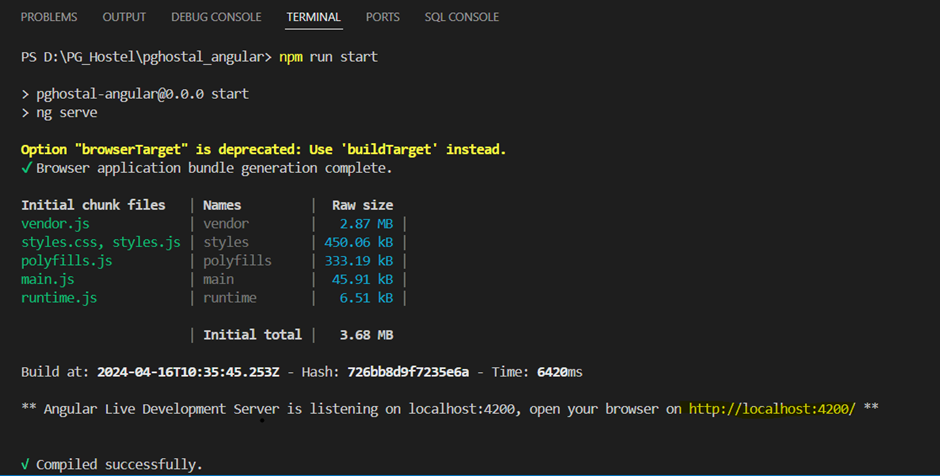 PROBLEMS OUTPUT DEBUG CONSOLE TERMINAL PORTS SQL CONSOLE
PS D:\PG_Hostel\pghostal_angular> npm run start
> pghostal-angular@0.0.0 start
> ng serve
Option "browserTarget" is deprecated: Use 'buildTarget' instead.
✓ Browser application bundle generation complete.
Initial chunk files | Names | Raw size
vendor.js | vendor | 2.87 MB |
styles.css, styles.js | styles | 450.06 kB |
polyfills.js | polyfills | 333.19 kB |
main.js | main | 45.91 kB |
runtime.js | runtime | 6.51 kB |
| Initial total | 3.68 MB
Build at: 2024-04-16T10:35:45.253Z - Hash: 726bb8d9f7235e6a - Time: 6420ms
** Angular Live Development Server is listening on localhost:4200, open your browser on http://localhost:4200/ **
√ Compiled successfully.